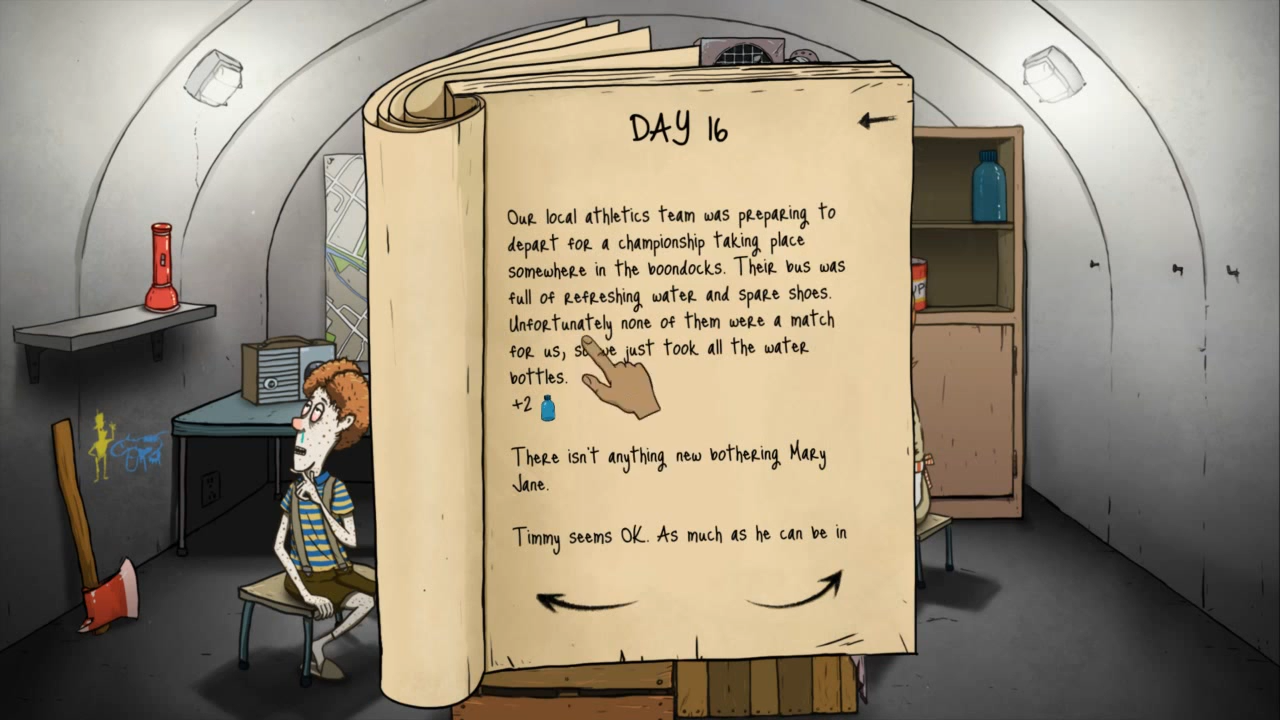 DAY 16
Our local athletics team was preparing to
depart for a championship taking place
somewhere in the boondocks. Their bus was
full of refreshing water and spare shoes.
Unfortunately none of them were a match
for us, so we just took all the water
bottles.
+2
There isn't anything new bothering Mary
Jane.
Timmy seems OK. As much as he can be in